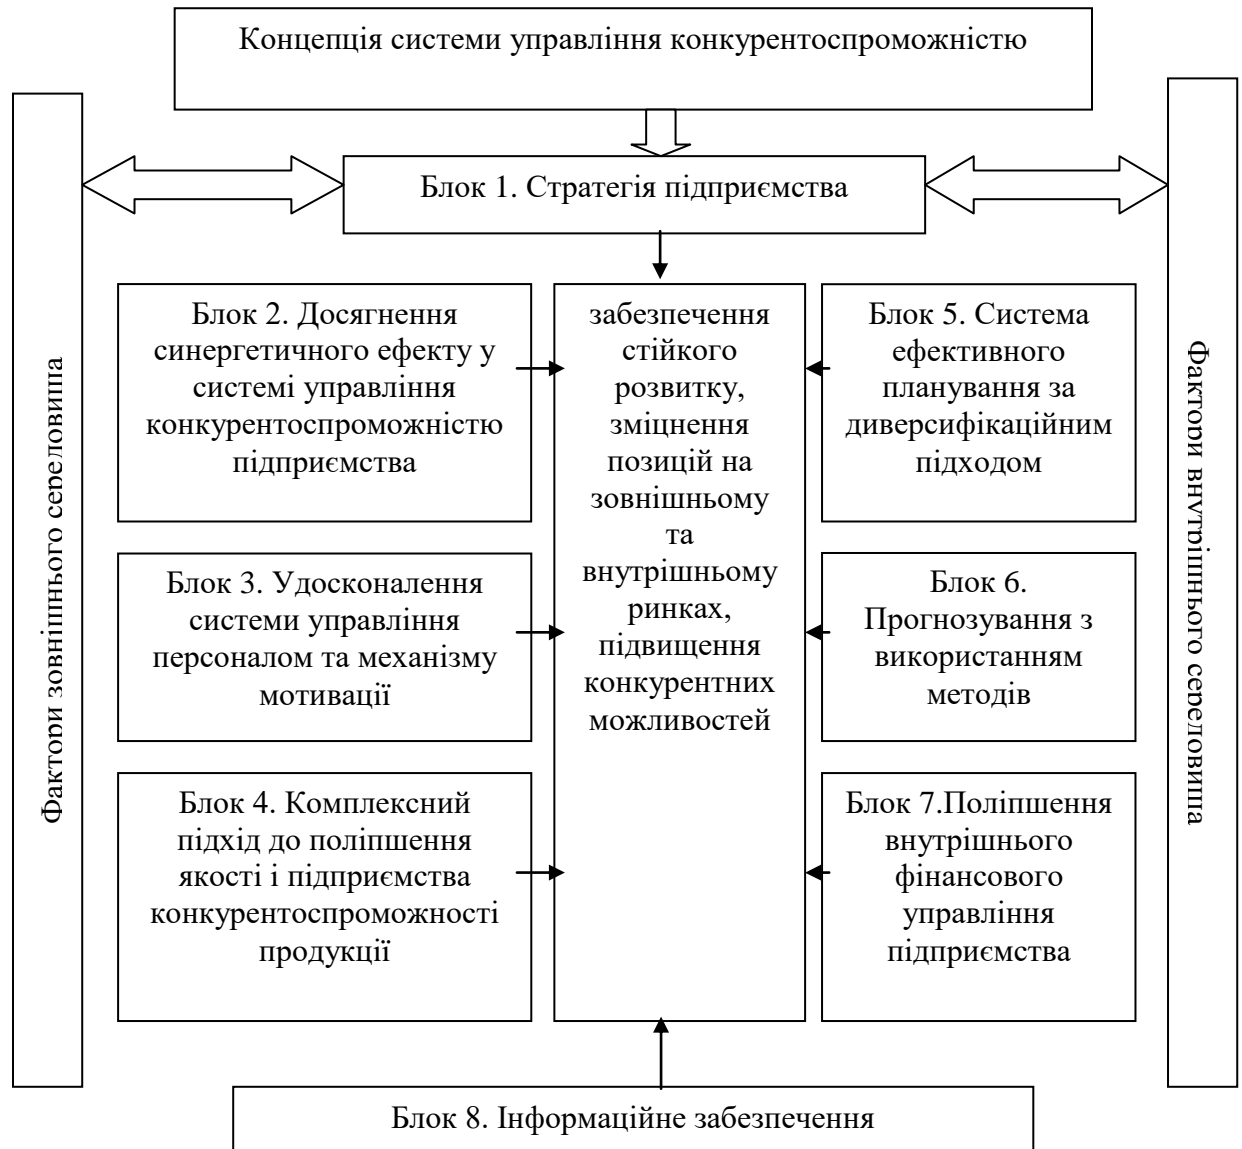 Концепція системи управління конкурентоспроможністю
Блок 1. Стратегія підприємства
Фактори зовнішнього середовища
Блок 2. Досягнення
синергетичного ефекту у
системі управління
конкурентоспроможністю
підприємства
Блок 3. Удосконалення
системи управління
персоналом та механізму
мотивації
Блок 4. Комплексний
підхід до поліпшення
якості і підприємства
конкурентоспроможності
продукції
забезпечення
стійкого
розвитку,
зміцнення
позицій на
зовнішньому
та
внутрішньому
ринках,
підвищення
конкурентних
можливостей
Блок 5. Система
ефективного
планування за
диверсифікаційним
підходом
Блок 6.
Прогнозування з
використанням
методів
Блок 7.Поліпшення
внутрішнього
фінансового
управління
підприємства
Фактори внутрішнього середовища
Блок 8. Інформаційне забезпечення